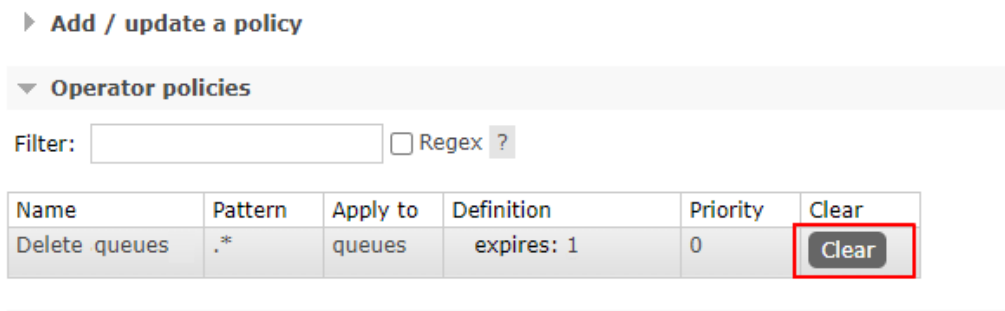 Add / update a policy
Operator policies
Filter: Regex ?
Name Pattern Apply to Definition Priority Clear
Delete queues .* queues expires: 1 0 Clear